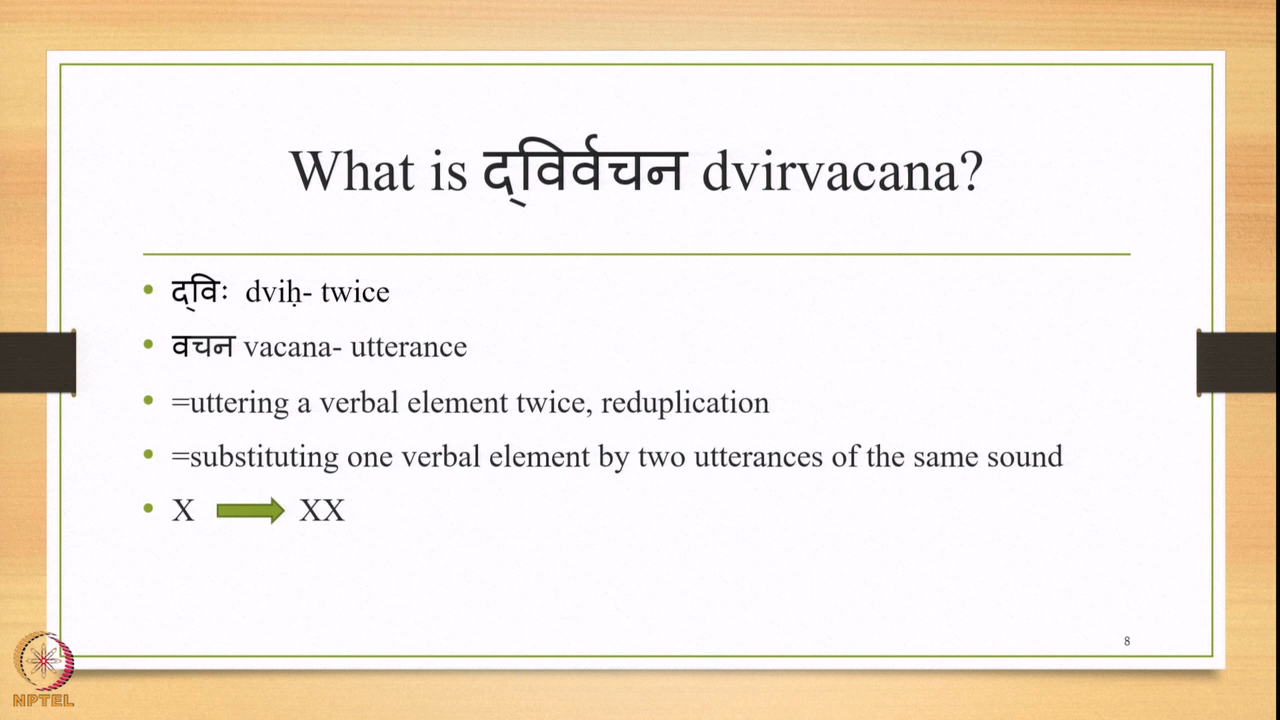 What is द्विर्वचन dvirvacana?
• द्विः dviḥ- twice
• वचन vacana- utterance
• =uttering a verbal element twice, reduplication
• =substituting one verbal element by two utterances of the same sound
• X XX
8
NPTEL